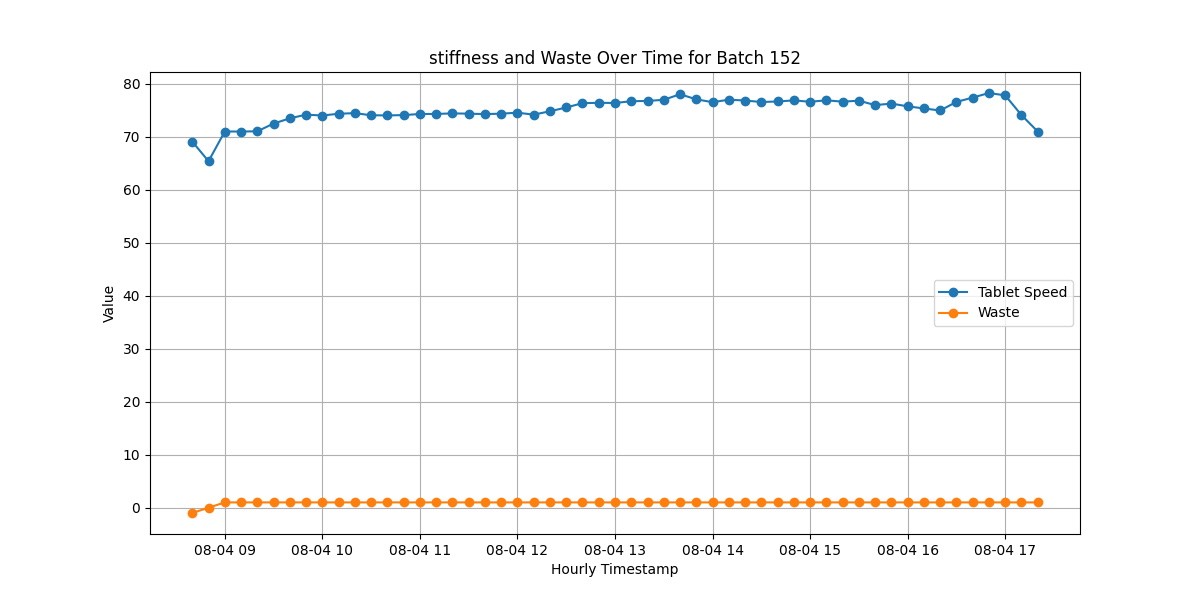 stiffness and Waste Over Time for Batch 152
80
70
60
50
40
30
20
10
0
Value
Tablet Speed
Waste
08-04 09 08-04 10 08-04 11 08-04 12 08-04 13 08-04 14 08-04 15 08-04 16 08-04 17
Hourly Timestamp